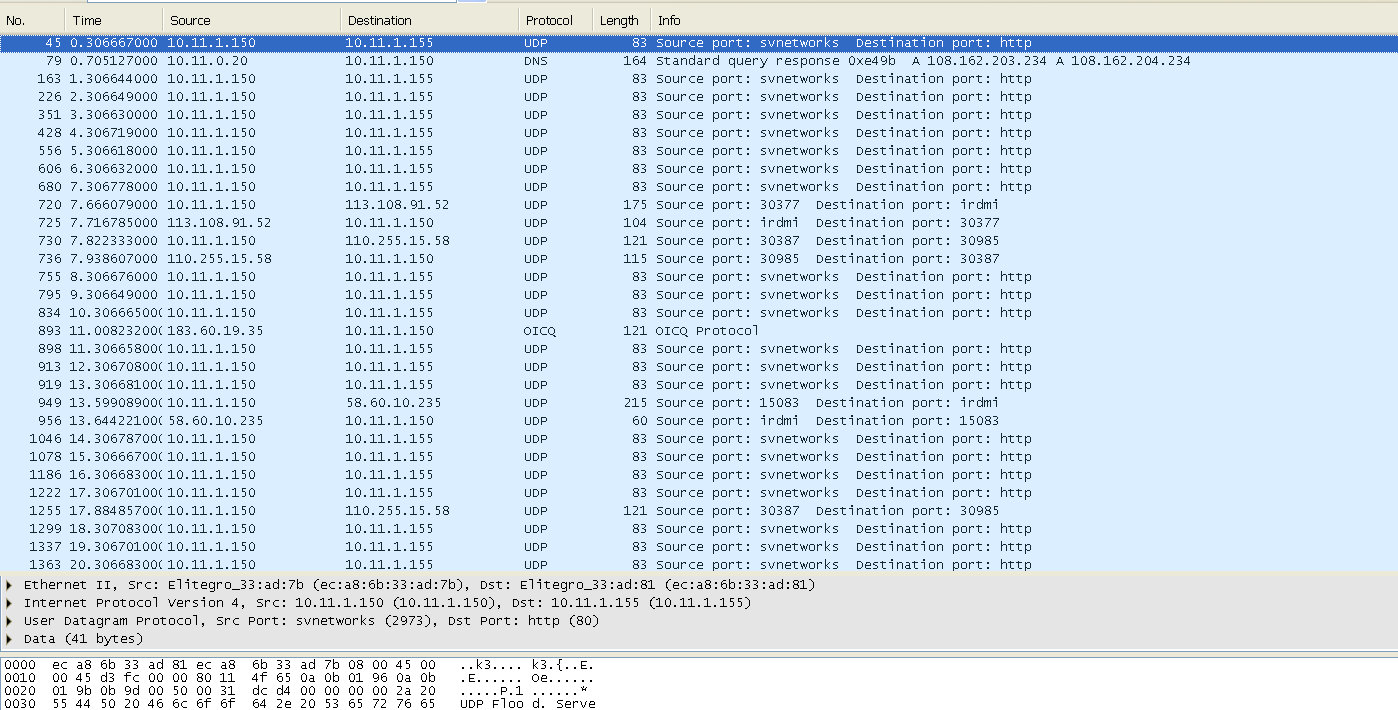 No. Time Source Destination Protocol Length Info
45 0.306667000 10.11.1.150 10.11.1.155 UDP 83 Source port: svnetworks Destination port: http
79 0.705127000 10.11.0.20 10.11.1.150 DNS 164 Standard query response 0xe49b A 108.162.203.234 A 108.162.204.234
163 1.306644000 10.11.1.150 10.11.1.155 UDP 83 Source port: svnetworks Destination port: http
226 2.306649000 10.11.1.150 10.11.1.155 UDP 83 Source port: svnetworks Destination port: http
351 3.306630000 10.11.1.150 10.11.1.155 UDP 83 Source port: svnetworks Destination port: http
428 4.306719000 10.11.1.150 10.11.1.155 UDP 83 Source port: svnetworks Destination port: http
556 5.306618000 10.11.1.150 10.11.1.155 UDP 83 Source port: svnetworks Destination port: http
606 6.306632000 10.11.1.150 10.11.1.155 UDP 83 Source port: svnetworks Destination port: http
680 7.306778000 10.11.1.150 10.11.1.155 UDP 83 Source port: svnetworks Destination port: http
720 7.666079000 10.11.1.150 113.108.91.52 UDP 175 Source port: 30377 Destination port: irdmi
725 7.716785000 113.108.91.52 10.11.1.150 UDP 104 Source port: irdmi Destination port: 30377
730 7.822333000 10.11.1.150 110.255.15.58 UDP 121 Source port: 30387 Destination port: 30985
736 7.938607000 110.255.15.58 10.11.1.150 UDP 115 Source port: 30985 Destination port: 30387
755 8.306676000 10.11.1.150 10.11.1.155 UDP 83 Source port: svnetworks Destination port: http
795 9.306649000 10.11.1.150 10.11.1.155 UDP 83 Source port: svnetworks Destination port: http
834 10.306665000 10.11.1.150 10.11.1.155 UDP 83 Source port: svnetworks Destination port: http
893 11.008232000 183.60.19.35 10.11.1.150 OICQ 121 OICQ Protocol
898 11.306658000 10.11.1.150 10.11.1.155 UDP 83 Source port: svnetworks Destination port: http
913 12.306708000 10.11.1.150 10.11.1.155 UDP 83 Source port: svnetworks Destination port: http
919 13.306681000 10.11.1.150 10.11.1.155 UDP 83 Source port: svnetworks Destination port: http
949 13.599089000 10.11.1.150 58.60.10.235 UDP 215 Source port: 15083 Destination port: irdmi
956 13.644221000 58.60.10.235 10.11.1.150 UDP 60 Source port: irdmi Destination port: 15083
1046 14.306787000 10.11.1.150 10.11.1.155 UDP 83 Source port: svnetworks Destination port: http
1078 15.306667000 10.11.1.150 10.11.1.155 UDP 83 Source port: svnetworks Destination port: http
1186 16.306683000 10.11.1.150 10.11.1.155 UDP 83 Source port: svnetworks Destination port: http
1222 17.306701000 10.11.1.150 10.11.1.155 UDP 83 Source port: svnetworks Destination port: http
1255 17.884857000 10.11.1.150 110.255.15.58 UDP 121 Source port: 30387 Destination port: 30985
1299 18.307083000 10.11.1.150 10.11.1.155 UDP 83 Source port: svnetworks Destination port: http
1337 19.306701000 10.11.1.150 10.11.1.155 UDP 83 Source port: svnetworks Destination port: http
1363 20.306683000 10.11.1.150 10.11.1.155 UDP 83 Source port: svnetworks Destination port: http
Ethernet II, Src: Elitegro_33:ad:7b (ec:a8:6b:33:ad:7b), Dst: Elitegro_33:ad:81 (ec:a8:6b:33:ad:81)
Internet Protocol Version 4, Src: 10.11.1.150 (10.11.1.150), Dst: 10.11.1.155 (10.11.1.155)
User Datagram Protocol, Src Port: svnetworks (2973), Dst Port: http (80)
Data (41 bytes)
0000 ec a8 6b 33 ad 81 ec a8 6b 33 ad 7b 08 00 45 00 ..k3.... k3.{..E.
0010 00 45 d3 fc 00 00 80 11 4f 65 0a 0b 01 96 0a 0b .E...... Oe......
0020 01 9b 0b 9d 00 50 00 31 dc d4 00 00 00 00 2a 20 .....P.1 ......*
0030 55 44 50 20 46 6c 6f 6f 64 2e 20 53 65 72 76 65 UDP Floo d. Serve